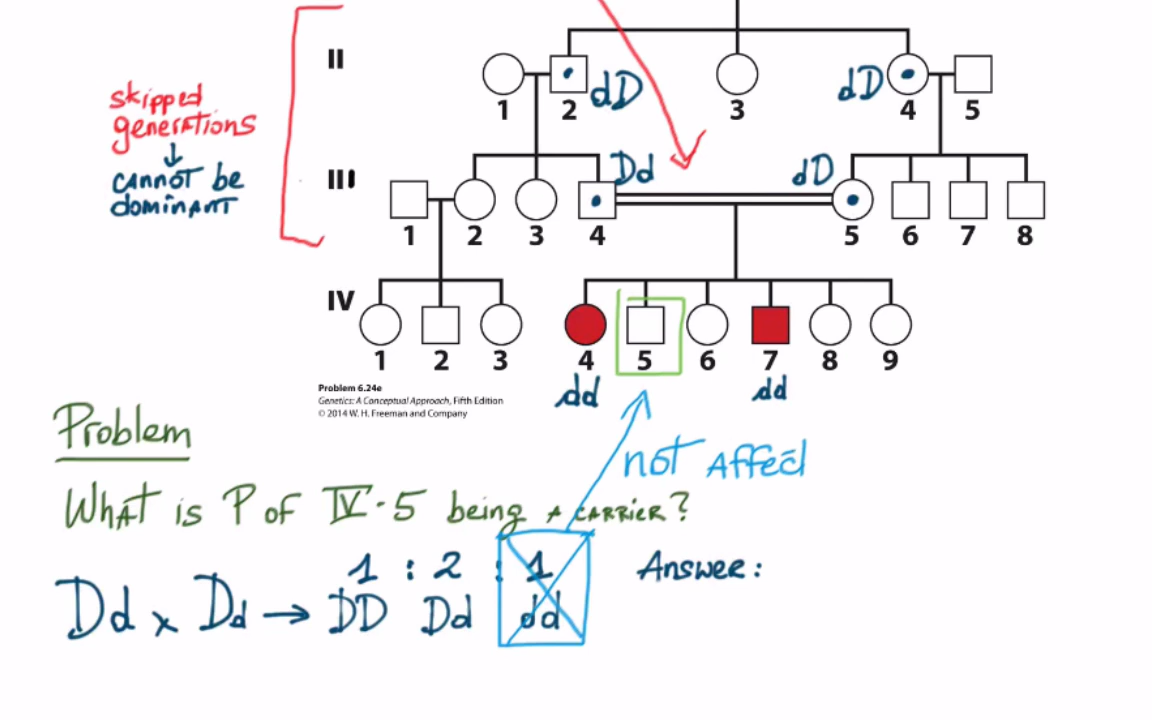 II
1 2 dD 3 dD 4 5
skipped
generations
↓
cannot be
dominant
III
Dd dD
1 2 3 4 5 6 7 8
IV
1 2 3 4 5 6 7 8 9
dd dd
Problem 6.24e
Genetics: A Conceptual Approach, Fifth Edition
© 2014 W. H. Freeman and Company
Problem
not Affec̄d
What is P of IV-5 being a CARRIER?
1 : 2 : 1 Answer:
Dd x Dd → DD Dd dd